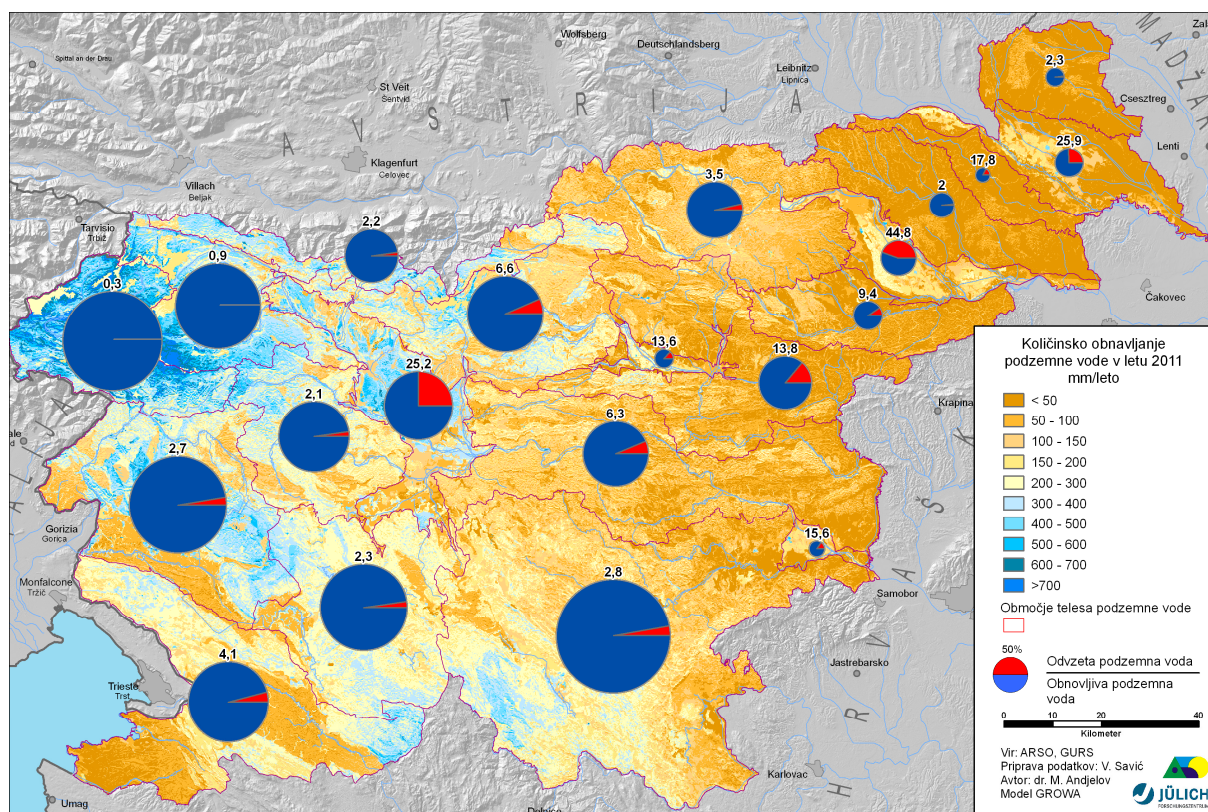 Wolfsberg
Deutschlandsberg
Spittal an der Drau
St Veit
Šentvid
Leibnitz
Lipnica
A V S T R I J A
M A D Ž A
Csesztreg
Lenti
Klagenfurt
Celovec
Villach
Beljak
Tarvisio
Trbiž
Čakovec
Krapina
Gorizia
Gorica
Monfalcone
Tržič
Trieste
Trst
Umag
Samobor
Jastrebarsko
Karlovac
H R V A Š K
A L I J A
2,3
25,9
17,8
2
3,5
44,8
2,2
0,9
0,3
6,6
9,4
13,6
13,8
25,2
2,1
6,3
2,7
15,6
2,3
2,8
4,1
Količinsko obnavljanje
podzemne vode v letu 2011
mm/leto
< 50
50 - 100
100 - 150
150 - 200
200 - 300
300 - 400
400 - 500
500 - 600
600 - 700
>700
Območje telesa podzemne vode
50%
Odvzeta podzemna voda
Obnovljiva podzemna
voda
0 10 20 40
Kilometer
Vir: ARSO, GURS
Priprava podatkov: V. Savić
Avtor: dr. M. Andjelov
Model GROWA
JÜLICH
FORSCHUNGSZENTRUM